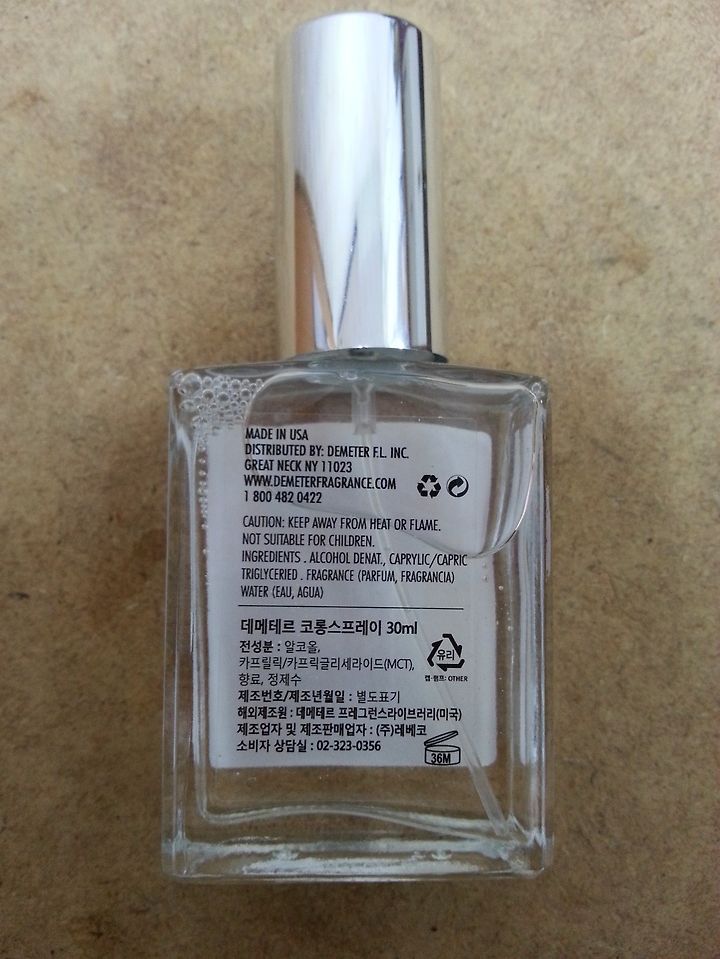 MADE IN USA
DISTRIBUTED BY: DEMETER F.L. INC.
GREAT NECK NY 11023
WWW.DEMETERFRAGRANCE.COM
1 800 482 0422
CAUTION: KEEP AWAY FROM HEAT OR FLAME.
NOT SUITABLE FOR CHILDREN.
INGREDIENTS . ALCOHOL DENAT., CAPRYLIC/CAPRIC
TRIGLYCERIED . FRAGRANCE (PARFUM, FRAGRANCIA)
WATER (EAU, AGUA)
데메테르 코롱스프레이 30ml
전성분 : 알코올,
카프릴릭/카프릭글리세라이드(MCT),
향료, 정제수
유리
캡·펌프: OTHER
제조번호/제조년월일 : 별도표기
해외제조원 : 데메테르 프레그런스라이브러리(미국)
제조업자 및 제조판매업자 : (주)레베코
소비자 상담실 : 02-323-0356
36M